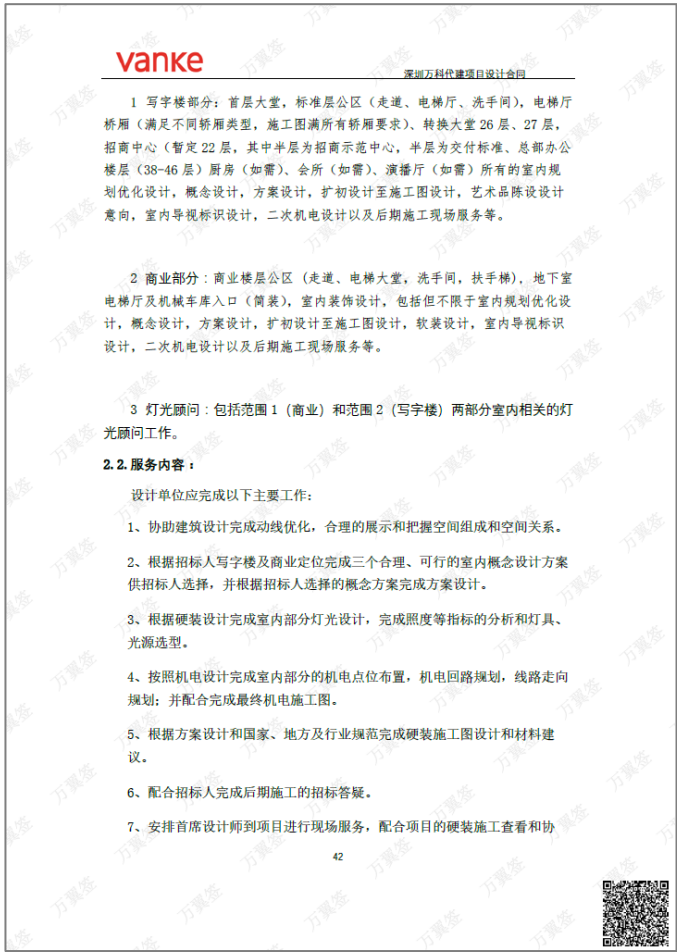 vanke
深圳万科代建项目设计合同
1 写字楼部分：首层大堂，标准层公区（走道、电梯厅、洗手间），电梯厅
桥厢（满足不同轿厢类型，施工图满所有轿厢要求）、转换大堂 26 层、27 层，
招商中心（暂定 22 层，其中半层为招商示范中心，半层为交付标准、总部办公
楼层（38-46 层）厨房（如需）、会所（如需）、演播厅（如需）所有的室内规
划优化设计，概念设计，方案设计，扩初设计至施工图设计，艺术品陈设设计
意向，室内导视标识设计，二次机电设计以及后期施工现场服务等。
2 商业部分：商业楼层公区（走道、电梯大堂，洗手间，扶手梯），地下室
电梯厅及机械车库入口（简装），室内装饰设计，包括但不限于室内规划优化设
计，概念设计，方案设计，扩初设计至施工图设计，软装设计，室内导视标识
设计，二次机电设计以及后期施工现场服务等。
3 灯光顾问：包括范围 1（商业）和范围 2（写字楼）两部分室内相关的灯
光顾问工作。
2.2.服务内容：
设计单位应完成以下主要工作：
1、协助建筑设计完成动线优化，合理的展示和把握空间组成和空间关系。
2、根据招标人写字楼及商业定位完成三个合理、可行的室内概念设计方案
供招标人选择，并根据招标人选择的概念方案完成方案设计。
3、根据硬装设计完成室内部分灯光设计，完成照度等指标的分析和灯具、
光源选型。
4、按照机电设计完成室内部分的机电点位布置，机电回路规划，线路走向
规划；并配合完成最终机电施工图。
5、根据方案设计和国家、地方及行业规范完成硬装施工图设计和材料建
议。
6、配合招标人完成后期施工的招标答疑。
7、安排首席设计师到项目进行现场服务，配合项目的硬装施工查看和协
42
万翼签